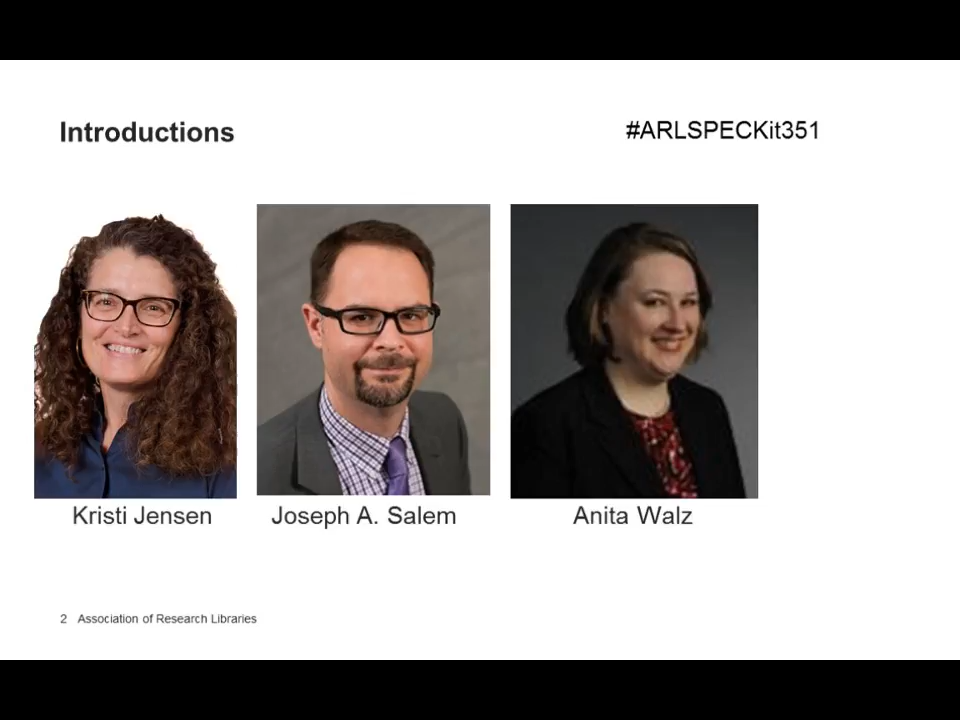 Introductions
#ARLSPECKit351
Kristi Jensen
Joseph A. Salem
Anita Walz
2 Association of Research Libraries